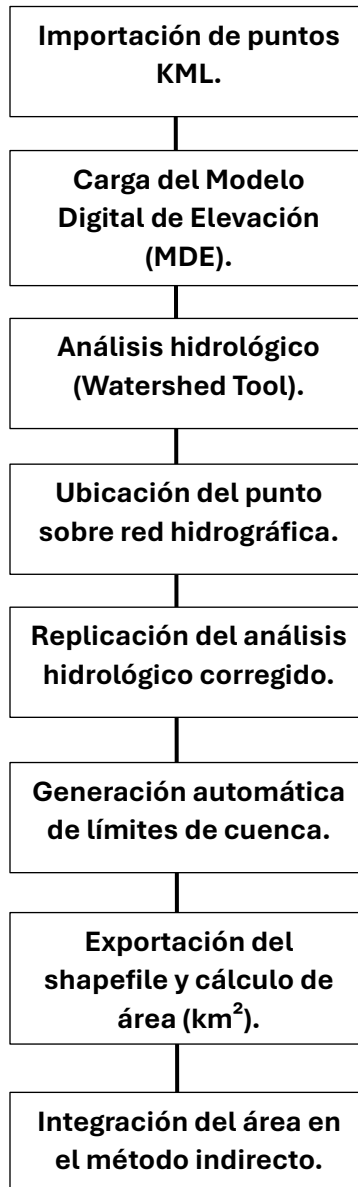 Importación de puntos
KML.
Carga del Modelo
Digital de Elevación
(MDE).
Análisis hidrológico
(Watershed Tool).
Ubicación del punto
sobre red hidrográfica.
Replicación del análisis
hidrológico corregido.
Generación automática
de límites de cuenca.
Exportación del
shapefile y cálculo de
área (km²).
Integración del área en
el método indirecto.